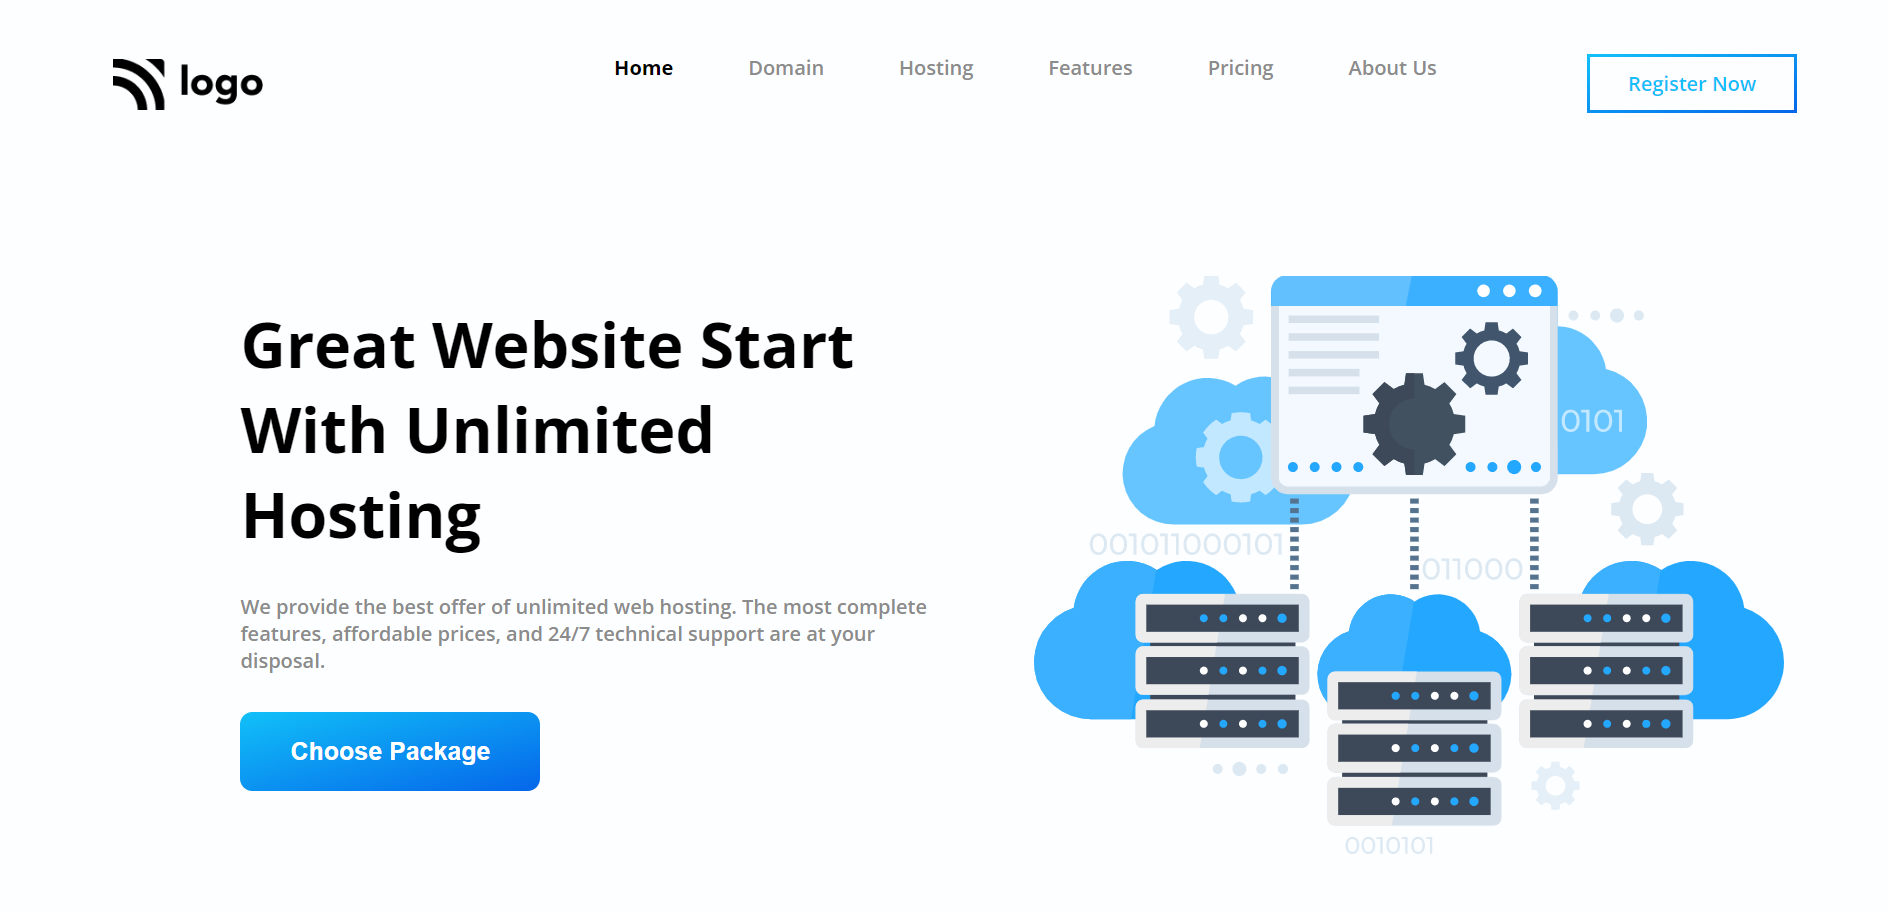 logo
Home Domain Hosting Features Pricing About Us
Register Now
Great Website Start
With Unlimited
Hosting
We provide the best offer of unlimited web hosting. The most complete
features, affordable prices, and 24/7 technical support are at your
disposal.
Choose Package
0101
001011000101
011000
0010101